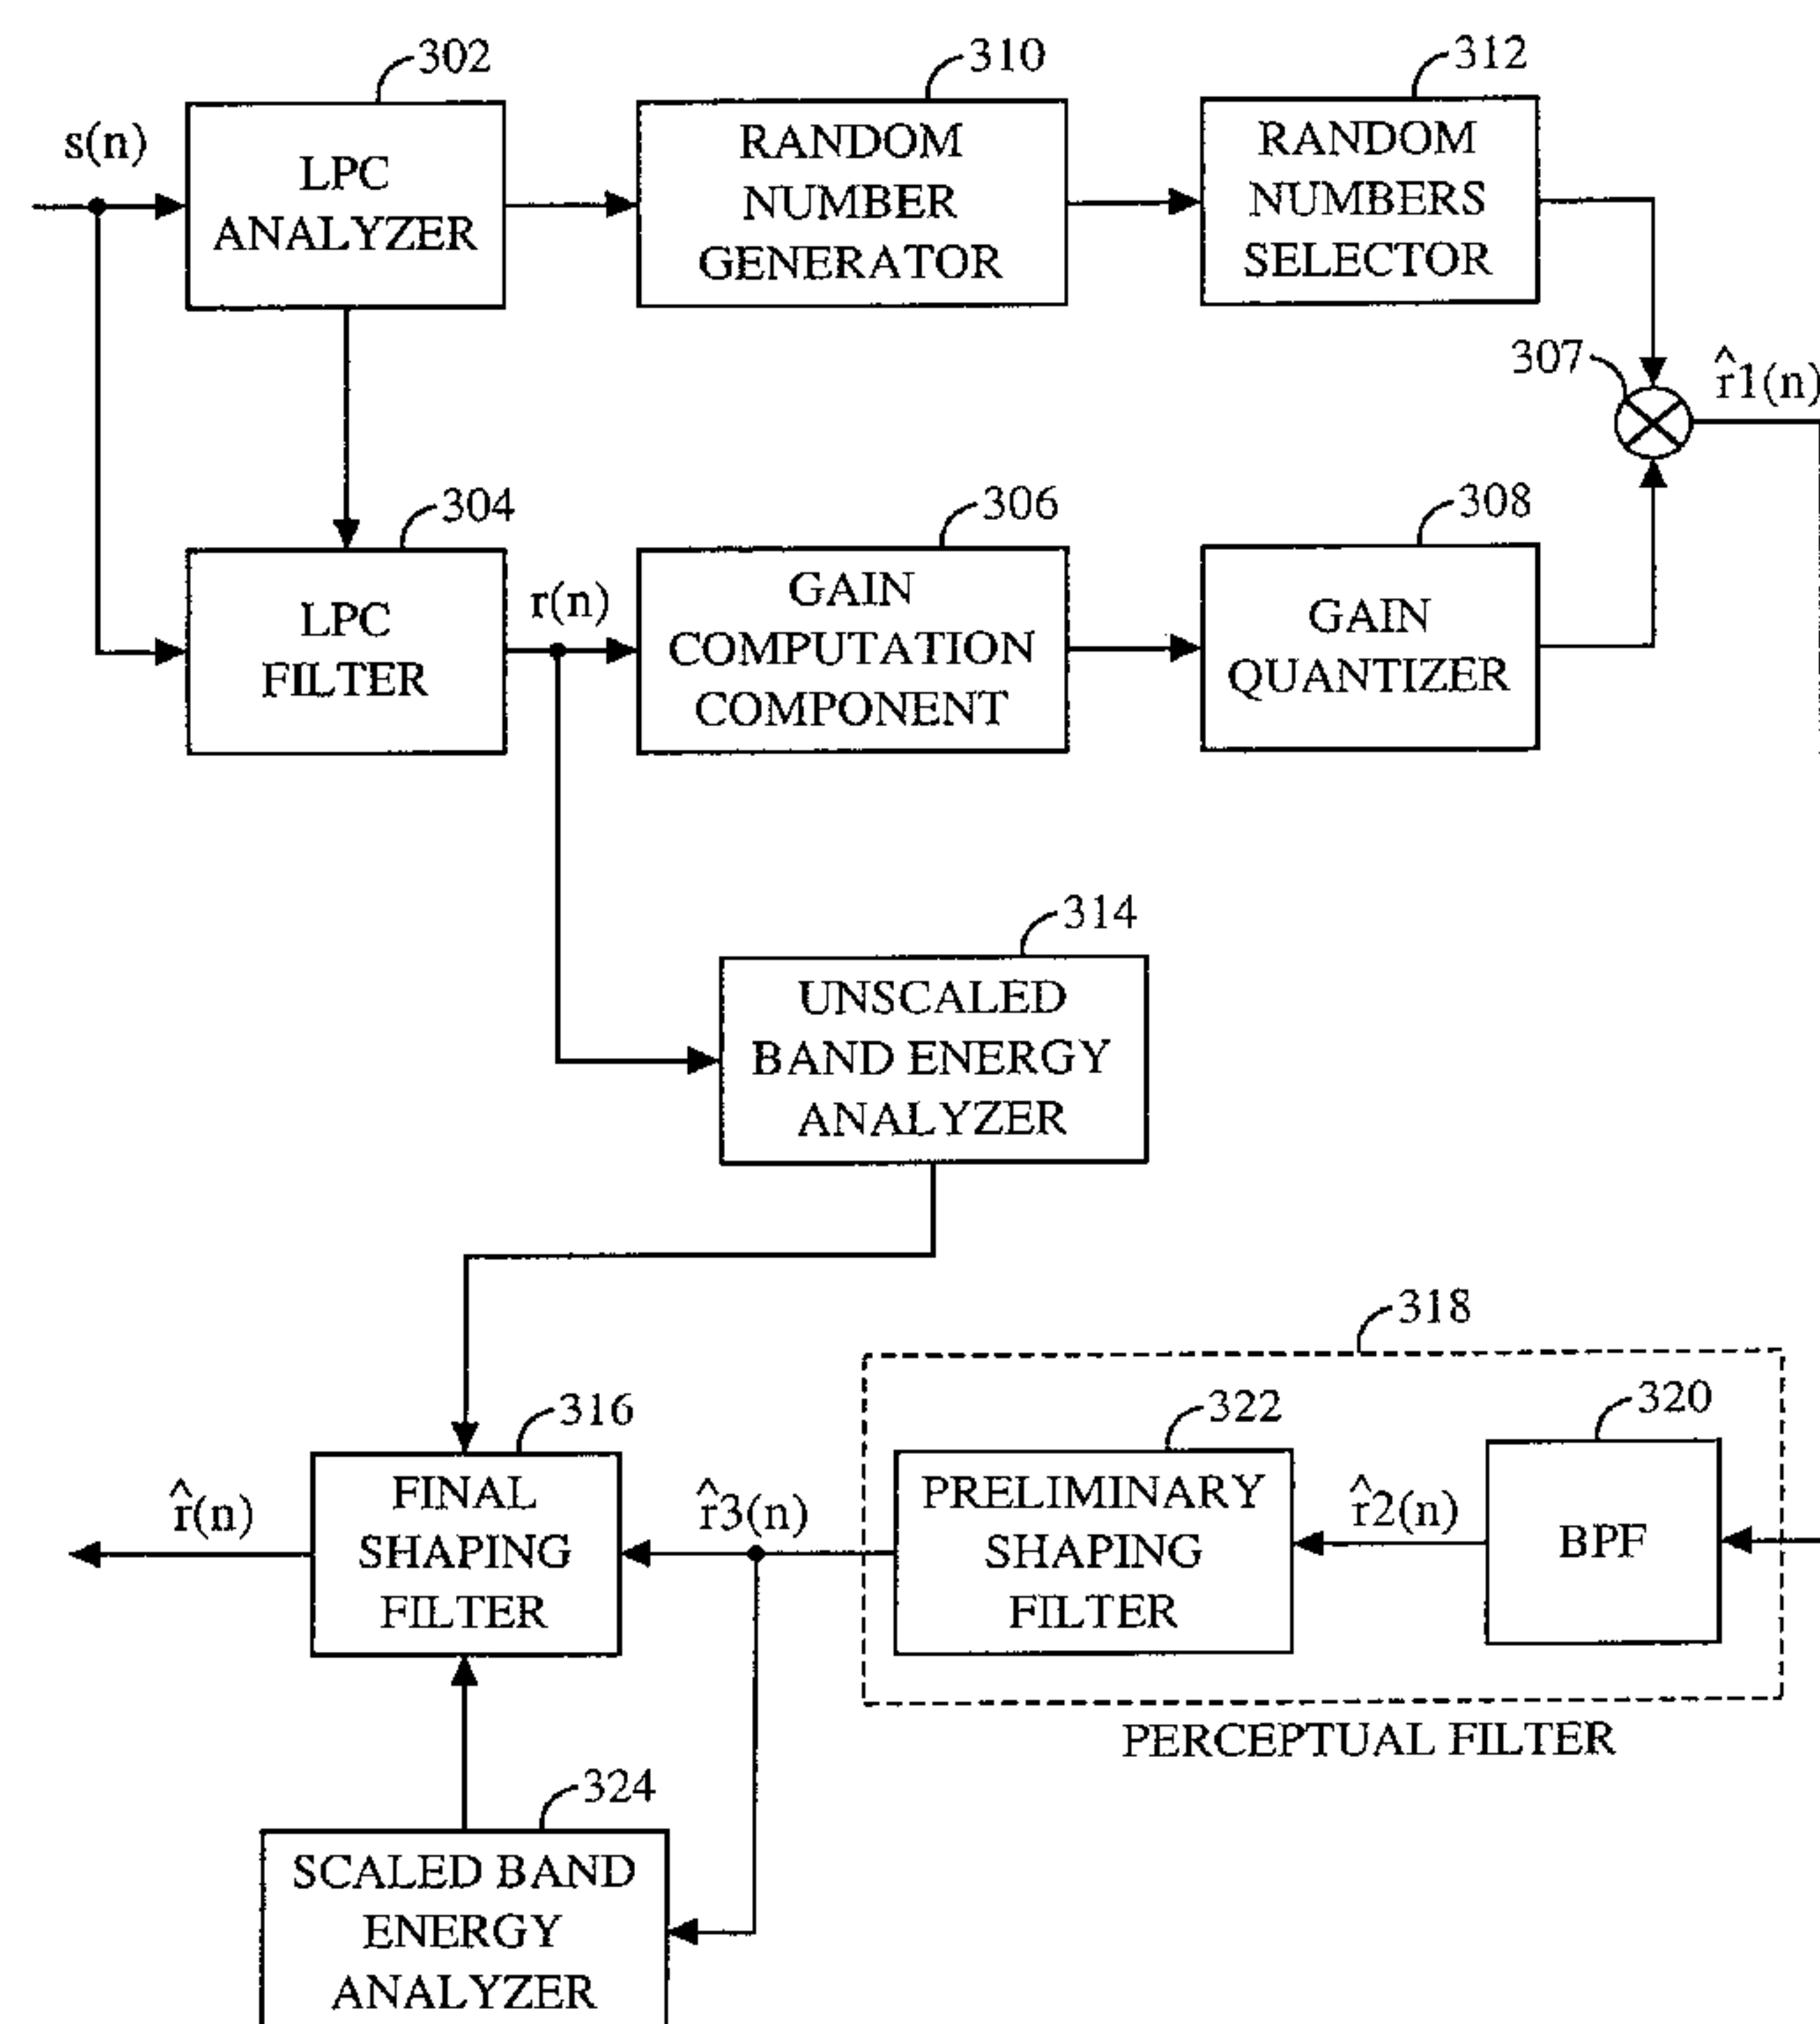 302
310
312
s(n)
LPC
ANALYZER
RANDOM
NUMBER
GENERATOR
RANDOM
NUMBERS
SELECTOR
307
r̂1(n)
304
306
308
LPC
FILTER
r(n)
GAIN
COMPUTATION
COMPONENT
GAIN
QUANTIZER
314
UNSCALED
BAND ENERGY
ANALYZER
318
316
322
320
r̂(n)
FINAL
SHAPING
FILTER
r̂3(n)
PRELIMINARY
SHAPING
FILTER
r̂2(n)
BPF
PERCEPTUAL FILTER
324
SCALED BAND
ENERGY
ANALYZER